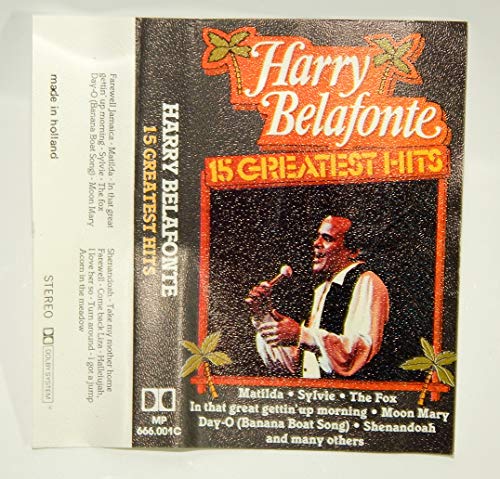 Harry
Belafonte
15 GREATEST HITS
Matilda • Sylvie • The Fox
In that great gettin' up morning • Moon Mary
Day-O (Banana Boat Song) • Shenandoah
and many others
HARRY BELAFONTE
15 GREATEST HITS
MP
666.001C
Farewell Jamaica - Matilda - In that great
gettin' up morning - Sylvie - The fox
Day-O (Banana Boat Song) - Moon Mary
Shenandoah - Take my mother home
Farewell - Come back Liza - Hallelujah,
I love her so - Turn around - I got a jump
Acorn in the meadow
made in holland
STEREO
DOLBY SYSTEM